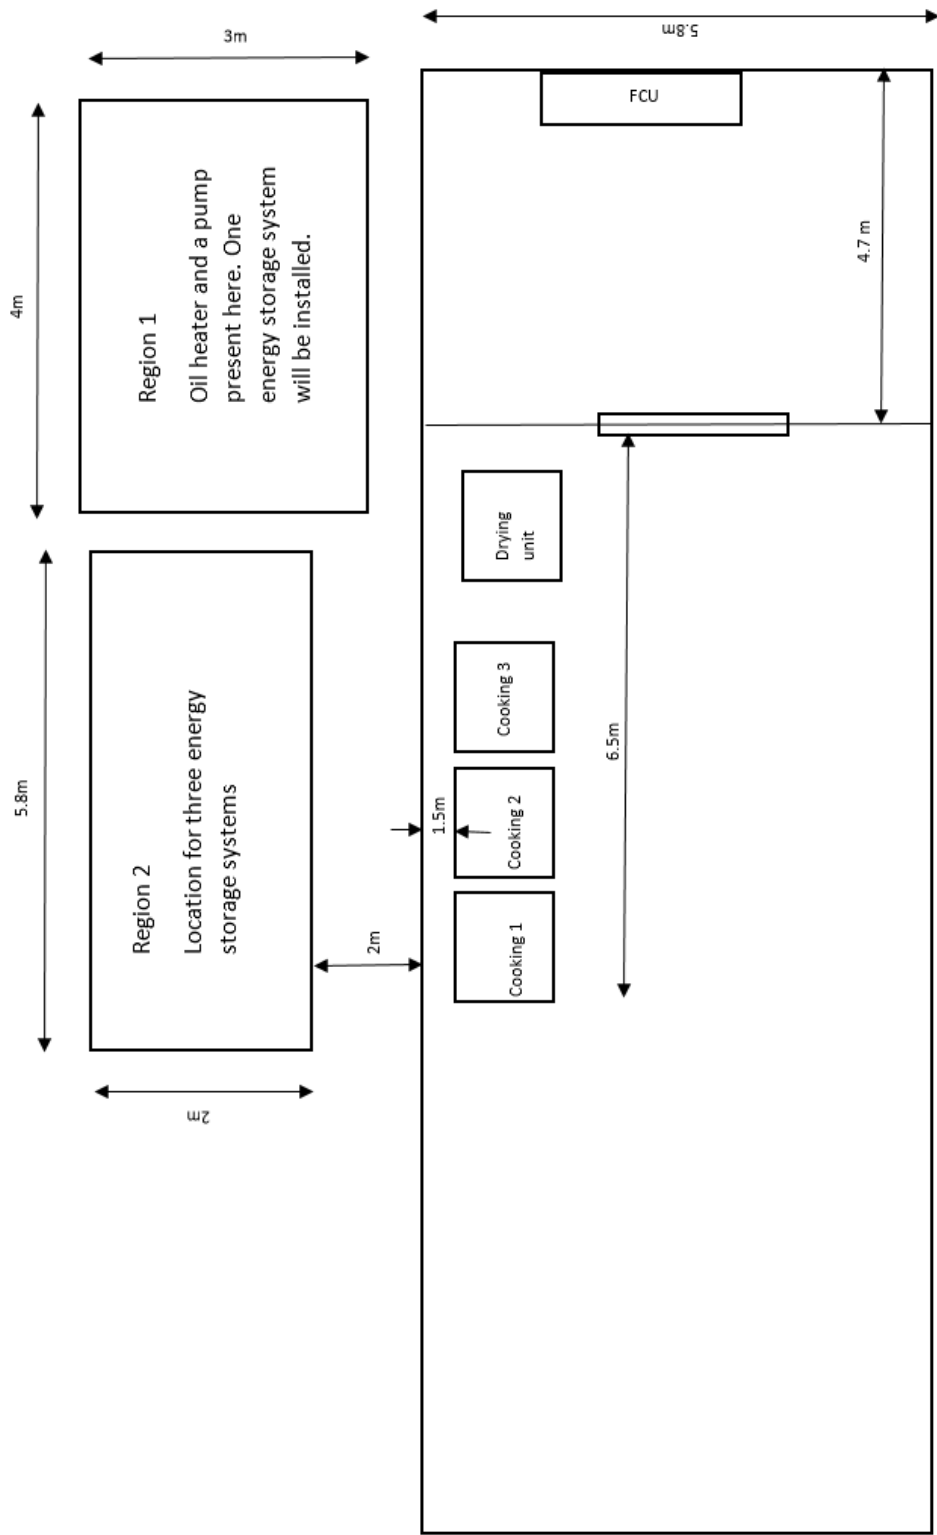 3m
5.8m
FCU
4m
Region 1
Oil heater and a pump
present here. One
energy storage system
will be installed.
4.7 m
Drying
unit
Cooking 3
6.5m
5.8m
Region 2
Location for three energy
storage systems
1.5m
Cooking 2
2m
Cooking 1
2m